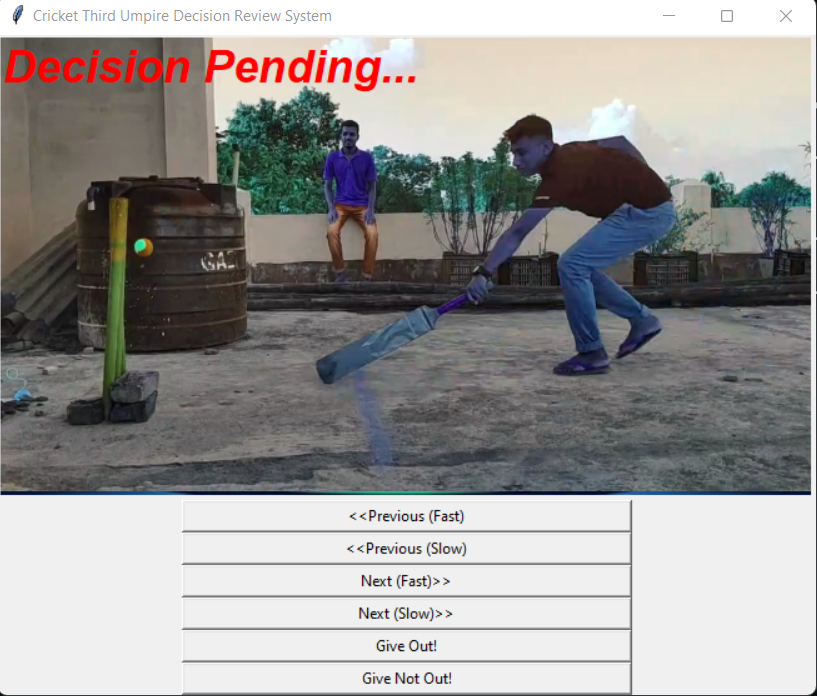 Cricket Third Umpire Decision Review System
Decision Pending...
<<Previous (Fast)
<<Previous (Slow)
Next (Fast)>>
Next (Slow)>>
Give Out!
Give Not Out!